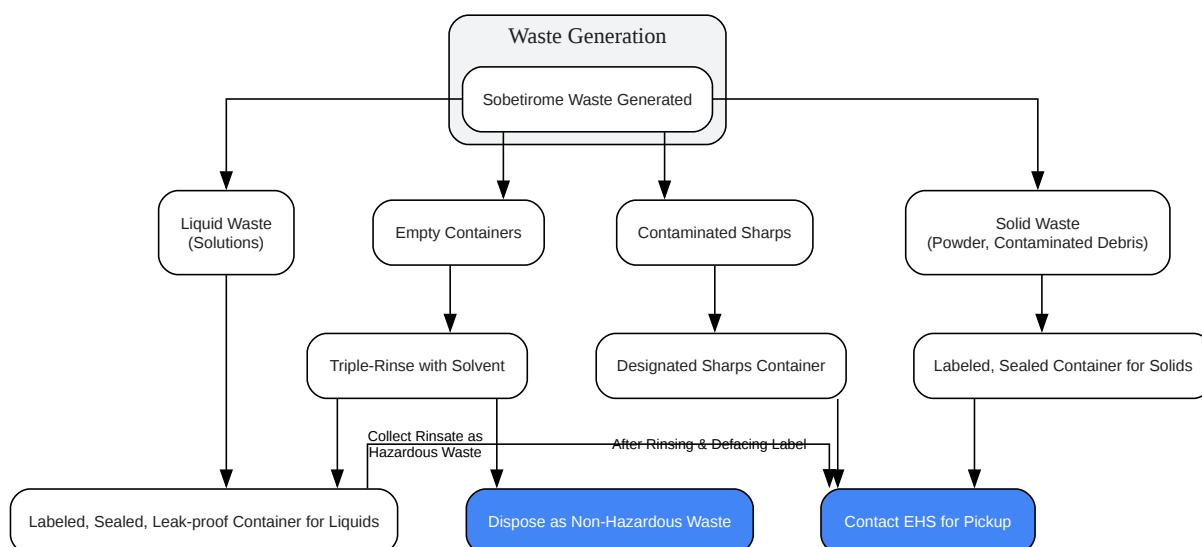 Waste Generation
Sobetirome Waste Generated
Liquid Waste
(Solutions)
Empty Containers
Contaminated Sharps
Solid Waste
(Powder, Contaminated Debris)
Triple-Rinse with Solvent
Designated Sharps Container
Labeled, Sealed Container for Solids
Collect Rinsate as
Hazardous Waste
After Rinsing & Defacing Label
Labeled, Sealed, Leak-proof Container for Liquids
Dispose as Non-Hazardous Waste
Contact EHS for Pickup